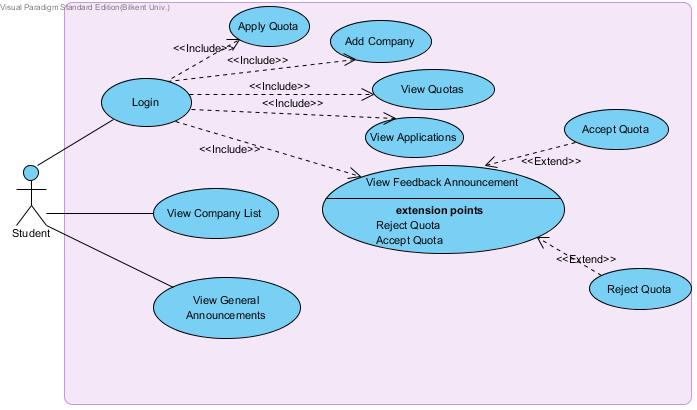 Visual Paradigm Standard Edition(Bilkent Univ.)
Apply Quota
<<Include>>
Add Company
<<Include>>
<<Include>>
View Quotas
Login
<<Include>>
Accept Quota
View Applications
<<Include>>
<<Extend>>
View Feedback Announcement
extension points
Reject Quota
Accept Quota
View Company List
Student
<<Extend>>
Reject Quota
View General
Announcements